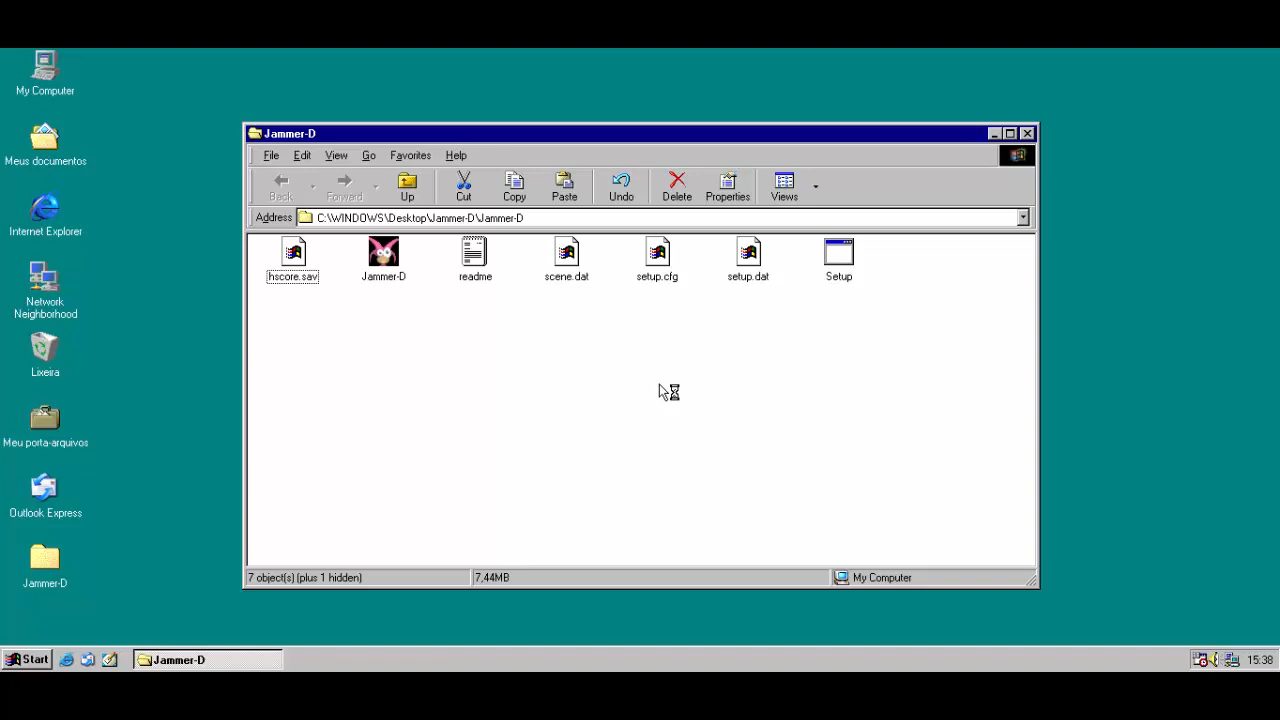 My Computer
Meus documentos
Internet Explorer
Network
Neighborhood
Lixeira
Meu porta-arquivos
Outlook Express
Jammer-D
Jammer-D
File Edit View Go Favorites Help
Back Forward Up Cut Copy Paste Undo Delete Properties Views
Address C:\WINDOWS\Desktop\Jammer-D\Jammer-D
hscore.sav Jammer-D readme scene.dat setup.cfg setup.dat Setup
7 object(s) (plus 1 hidden) 7,44MB My Computer
Start Jammer-D 15:38